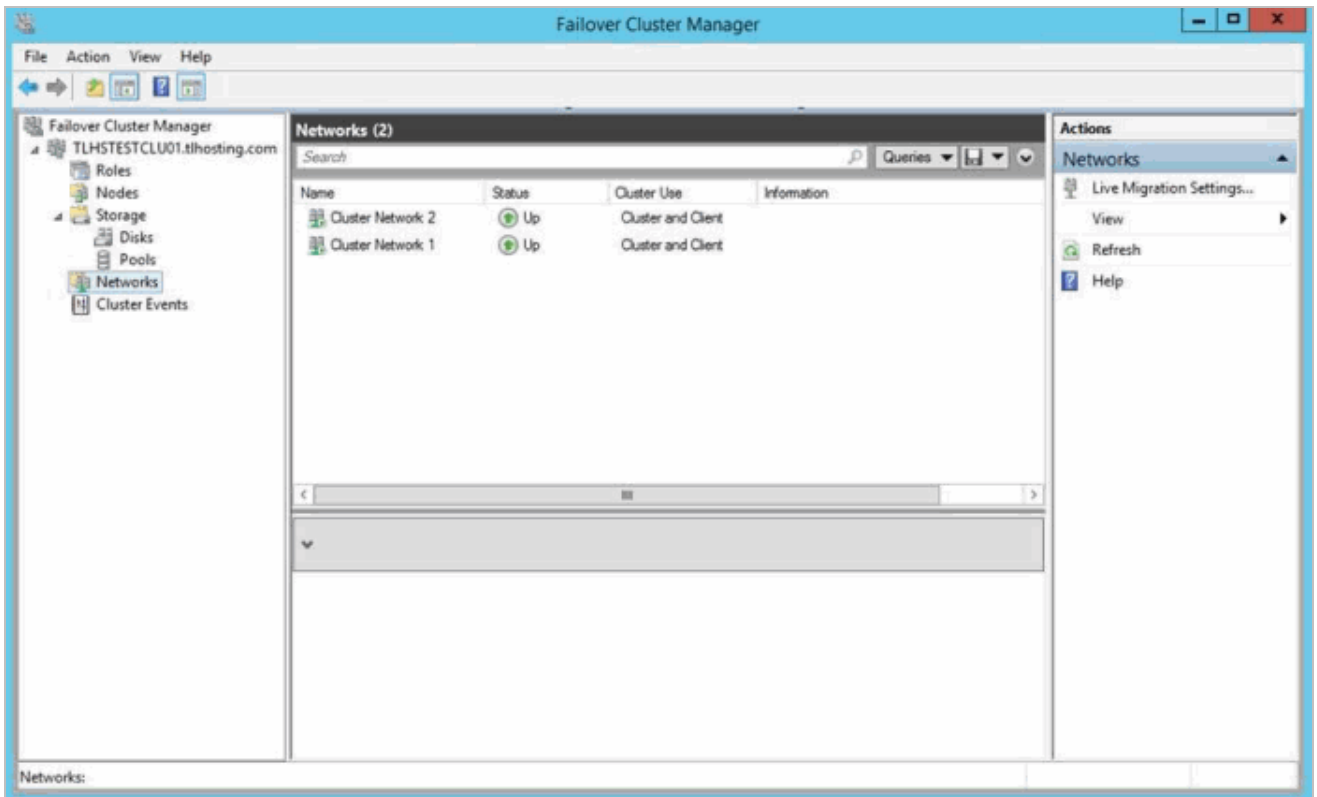 Failover Cluster Manager
File Action View Help
Failover Cluster Manager
TLHSTESTCLU01.tlhosting.com
Roles
Nodes
Storage
Disks
Pools
Networks
Cluster Events
Networks (2)
Search Queries
Name Status Cluster Use Information
Cluster Network 2 Up Cluster and Client
Cluster Network 1 Up Cluster and Client
Actions
Networks
Live Migration Settings...
View
Refresh
Help
Networks: